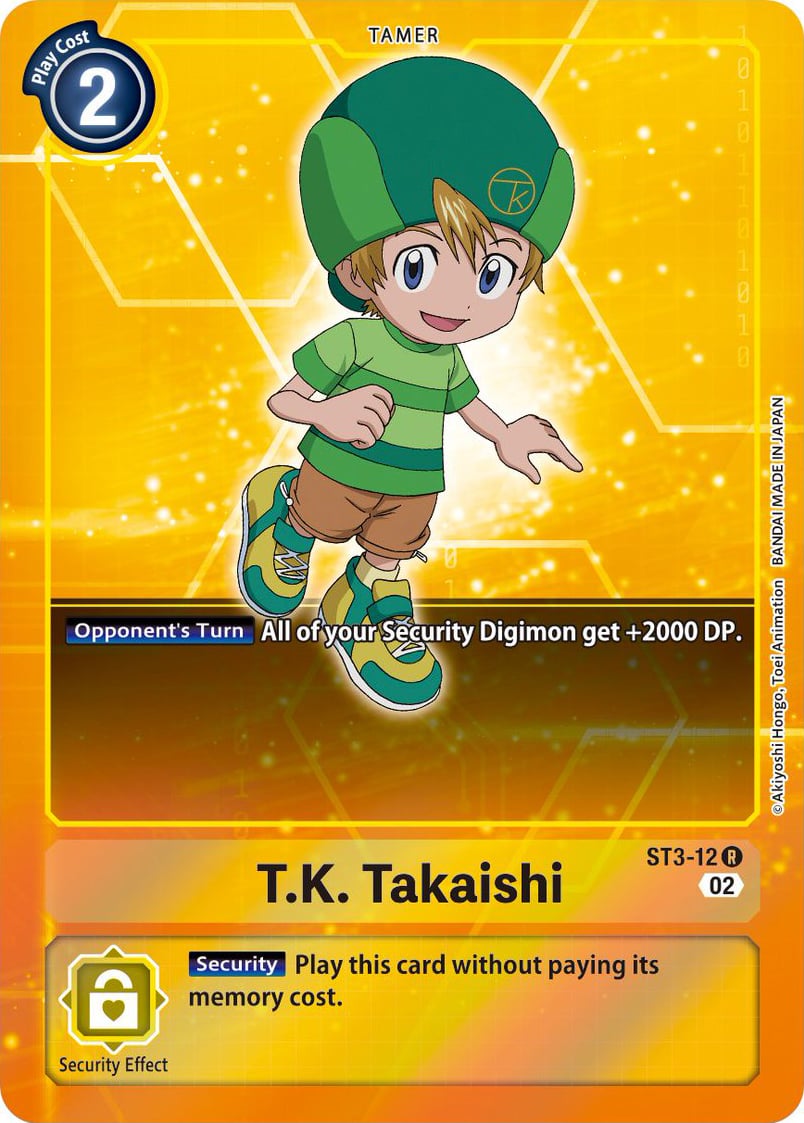 TAMER
Play Cost
2
Tk
Opponent's Turn All of your Security Digimon get +2000 DP.
©Akiyoshi Hongo, Toei Animation BANDAI MADE IN JAPAN
ST3-12 R
02
T.K. Takaishi
Security Play this card without paying its
memory cost.
Security Effect